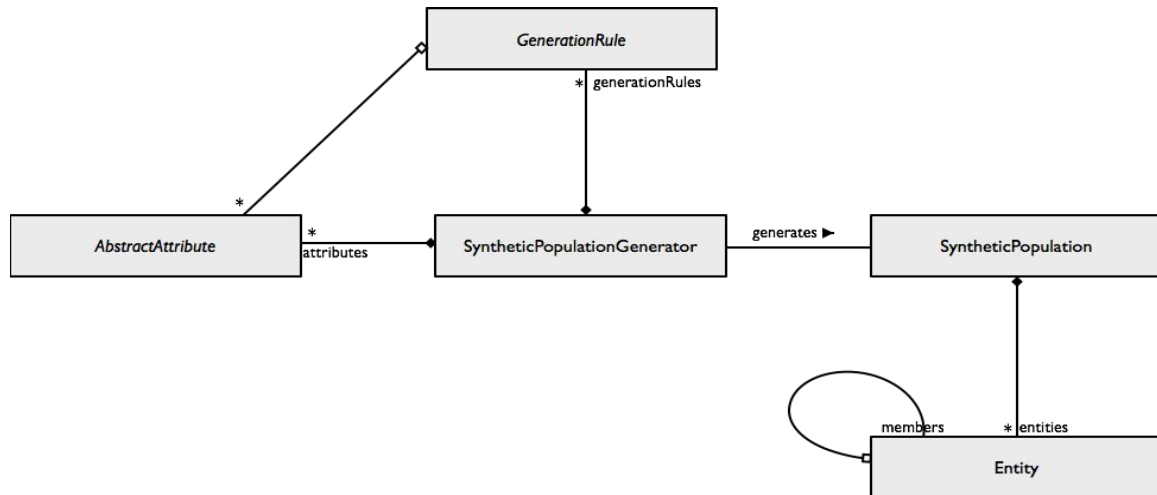 GenerationRule
* generationRules
*
AbstractAttribute
*
attributes
SyntheticPopulationGenerator
generates ►
SyntheticPopulation
members
* entities
Entity